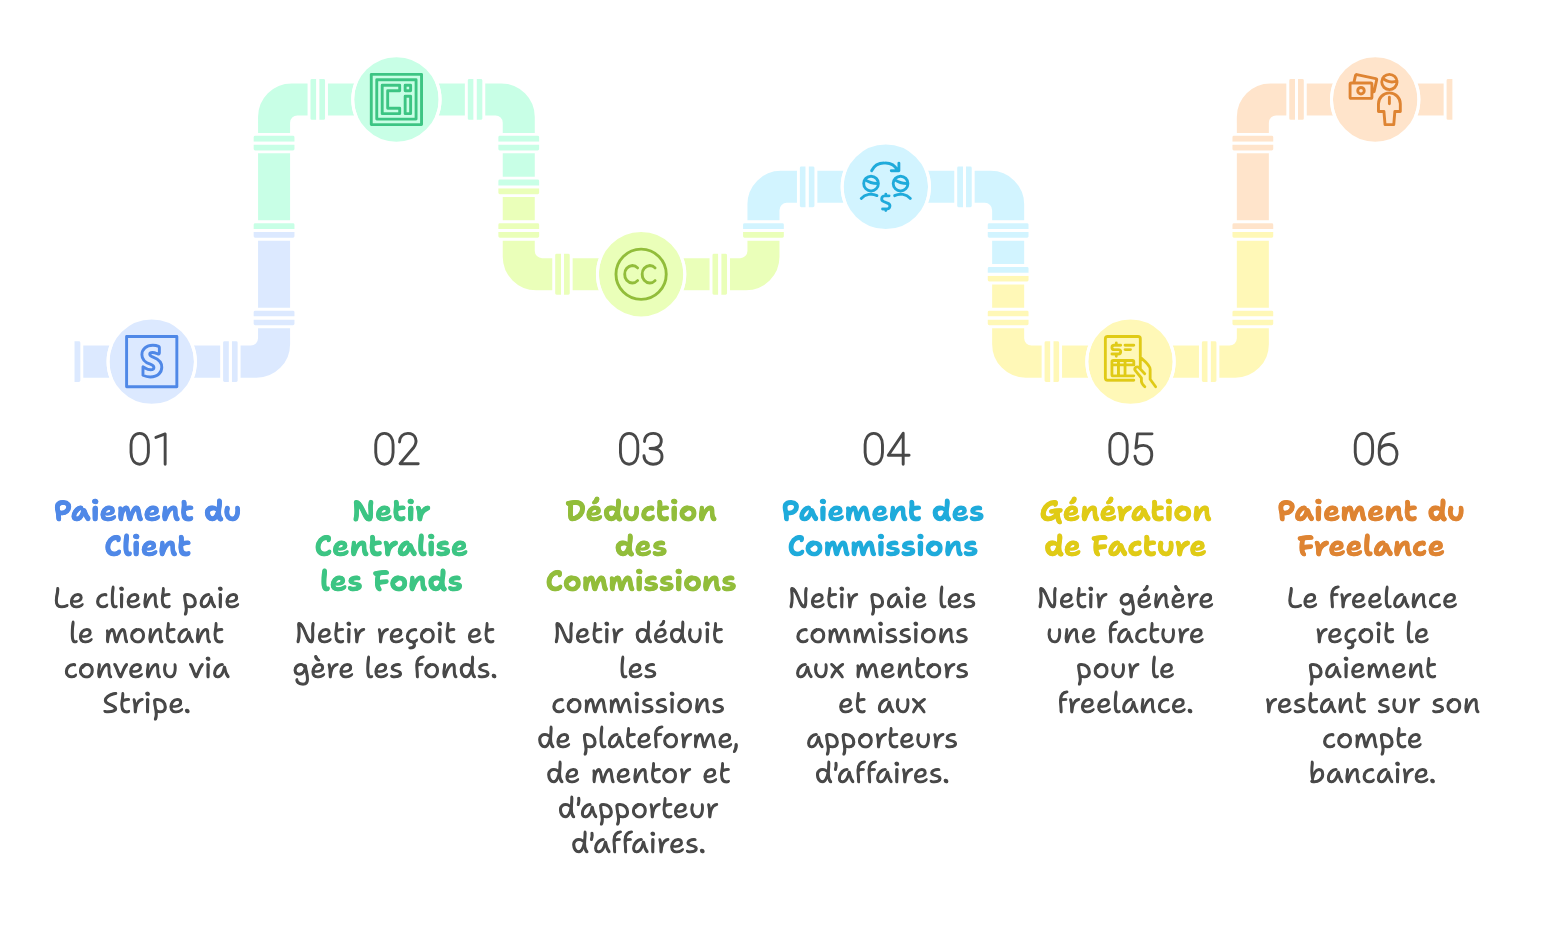 01
Paiement du
Client
Le client paie
le montant
convenu via
Stripe.
02
Netir
Centralise
les Fonds
Netir reçoit et
gère les fonds.
03
Déduction
des
Commissions
Netir déduit
les
commissions
de plateforme,
de mentor et
d'apporteur
d'affaires.
04
Paiement des
Commissions
Netir paie les
commissions
aux mentors
et aux
apporteurs
d'affaires.
05
Génération
de Facture
Netir génère
une facture
pour le
freelance.
06
Paiement du
Freelance
Le freelance
reçoit le
paiement
restant sur son
compte
bancaire.